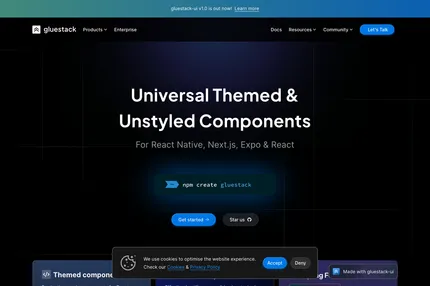 gluestack-ui v1.0 is out now! Learn more
gluestack
Products
Enterprise
Docs
Resources
Community
Let's Talk
Universal Themed &
Unstyled Components
For React Native, Next.js, Expo & React
npm create gluestack
Get started
Star us
We use cookies to optimise the website experience.
Check our Cookies & Privacy Policy
Accept
Deny
Made with gluestack-ui
Themed compon